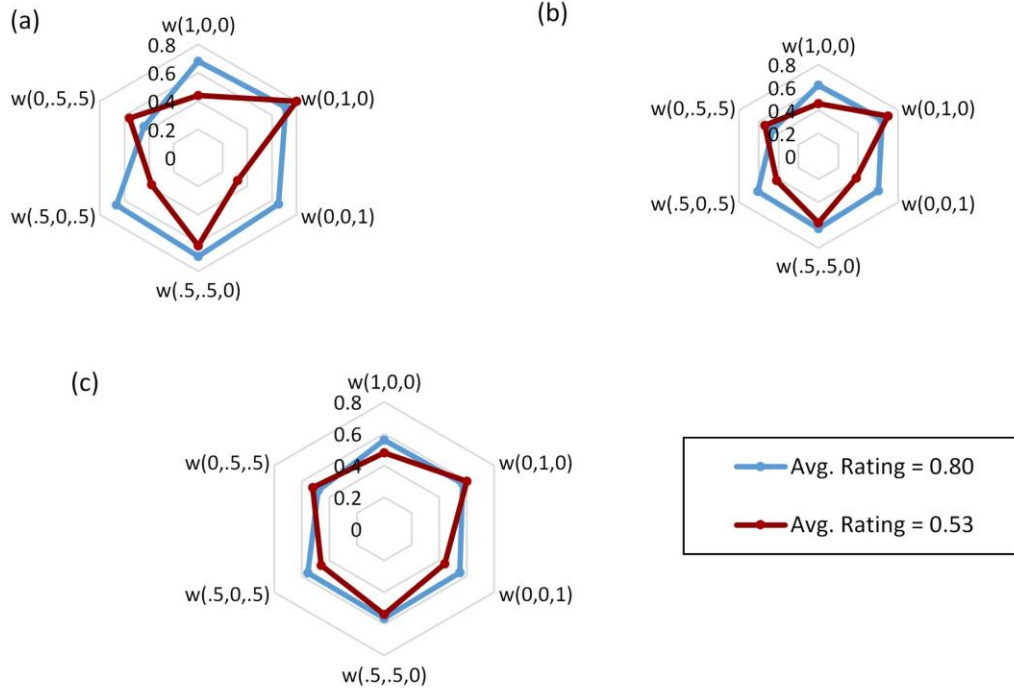 (a)
w(1,0,0)
0.8
0.6
0.4
0.2
0
w(0,1,0)
w(0,0,1)
w(.5,.5,0)
w(.5,0,.5)
w(0,.5,.5)
(b)
w(1,0,0)
0.8
0.6
0.4
0.2
0
w(0,1,0)
w(0,0,1)
w(.5,.5,0)
w(.5,0,.5)
w(0,.5,.5)
(c)
w(1,0,0)
0.8
0.6
0.4
0.2
0
w(0,1,0)
w(0,0,1)
w(.5,.5,0)
w(.5,0,.5)
w(0,.5,.5)
Avg. Rating = 0.80
Avg. Rating = 0.53